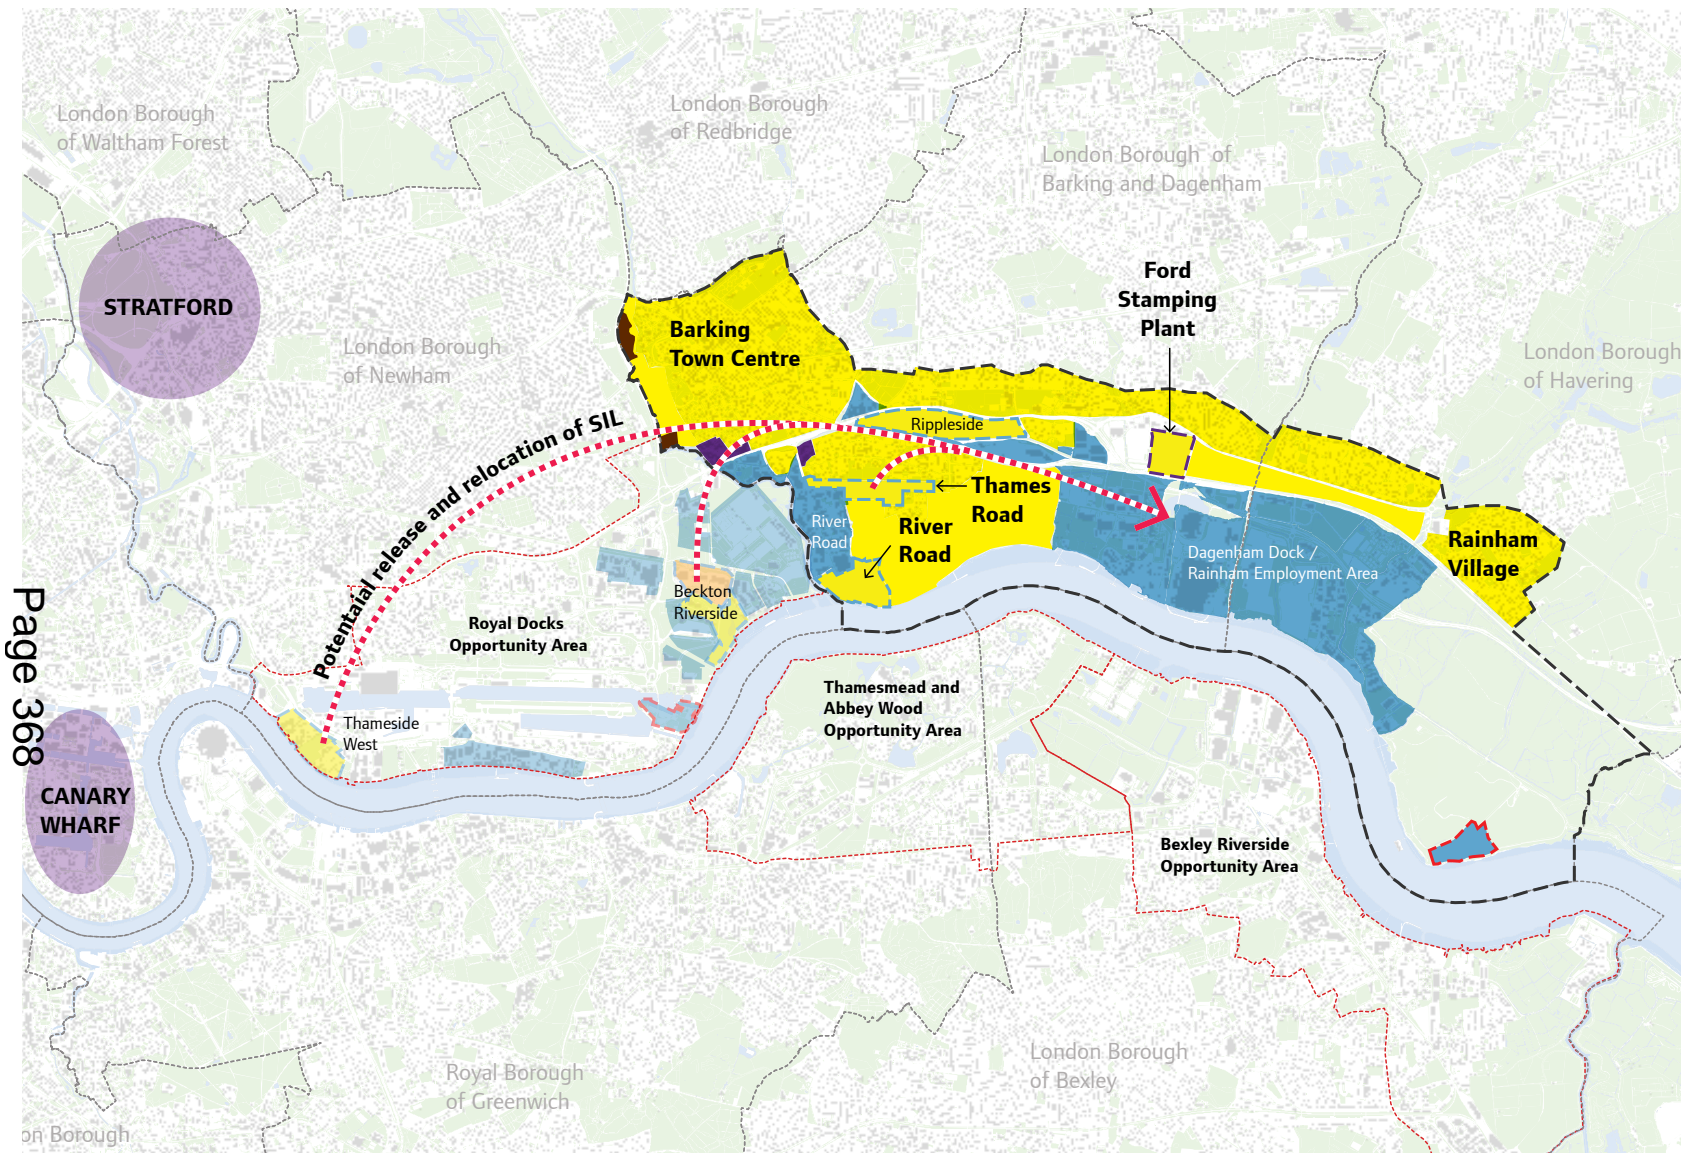 London Borough
of Waltham Forest
London Borough
of Redbridge
London Borough of
Barking and Dagenham
STRATFORD
London Borough
of Newham
Barking
Town Centre
Ford
Stamping
Plant
London Borough
of Havering
Potentaial release and relocation of SIL
Rippleside
Thames
Road
River
Road
River
Road
Rainham
Village
Dagenham Dock /
Rainham Employment Area
Beckton
Riverside
Royal Docks
Opportunity Area
Page 368
Thameside
West
Thamesmead and
Abbey Wood
Opportunity Area
CANARY
WHARF
Bexley Riverside
Opportunity Area
London Borough
of Bexley
Royal Borough
of Greenwich
on Borough